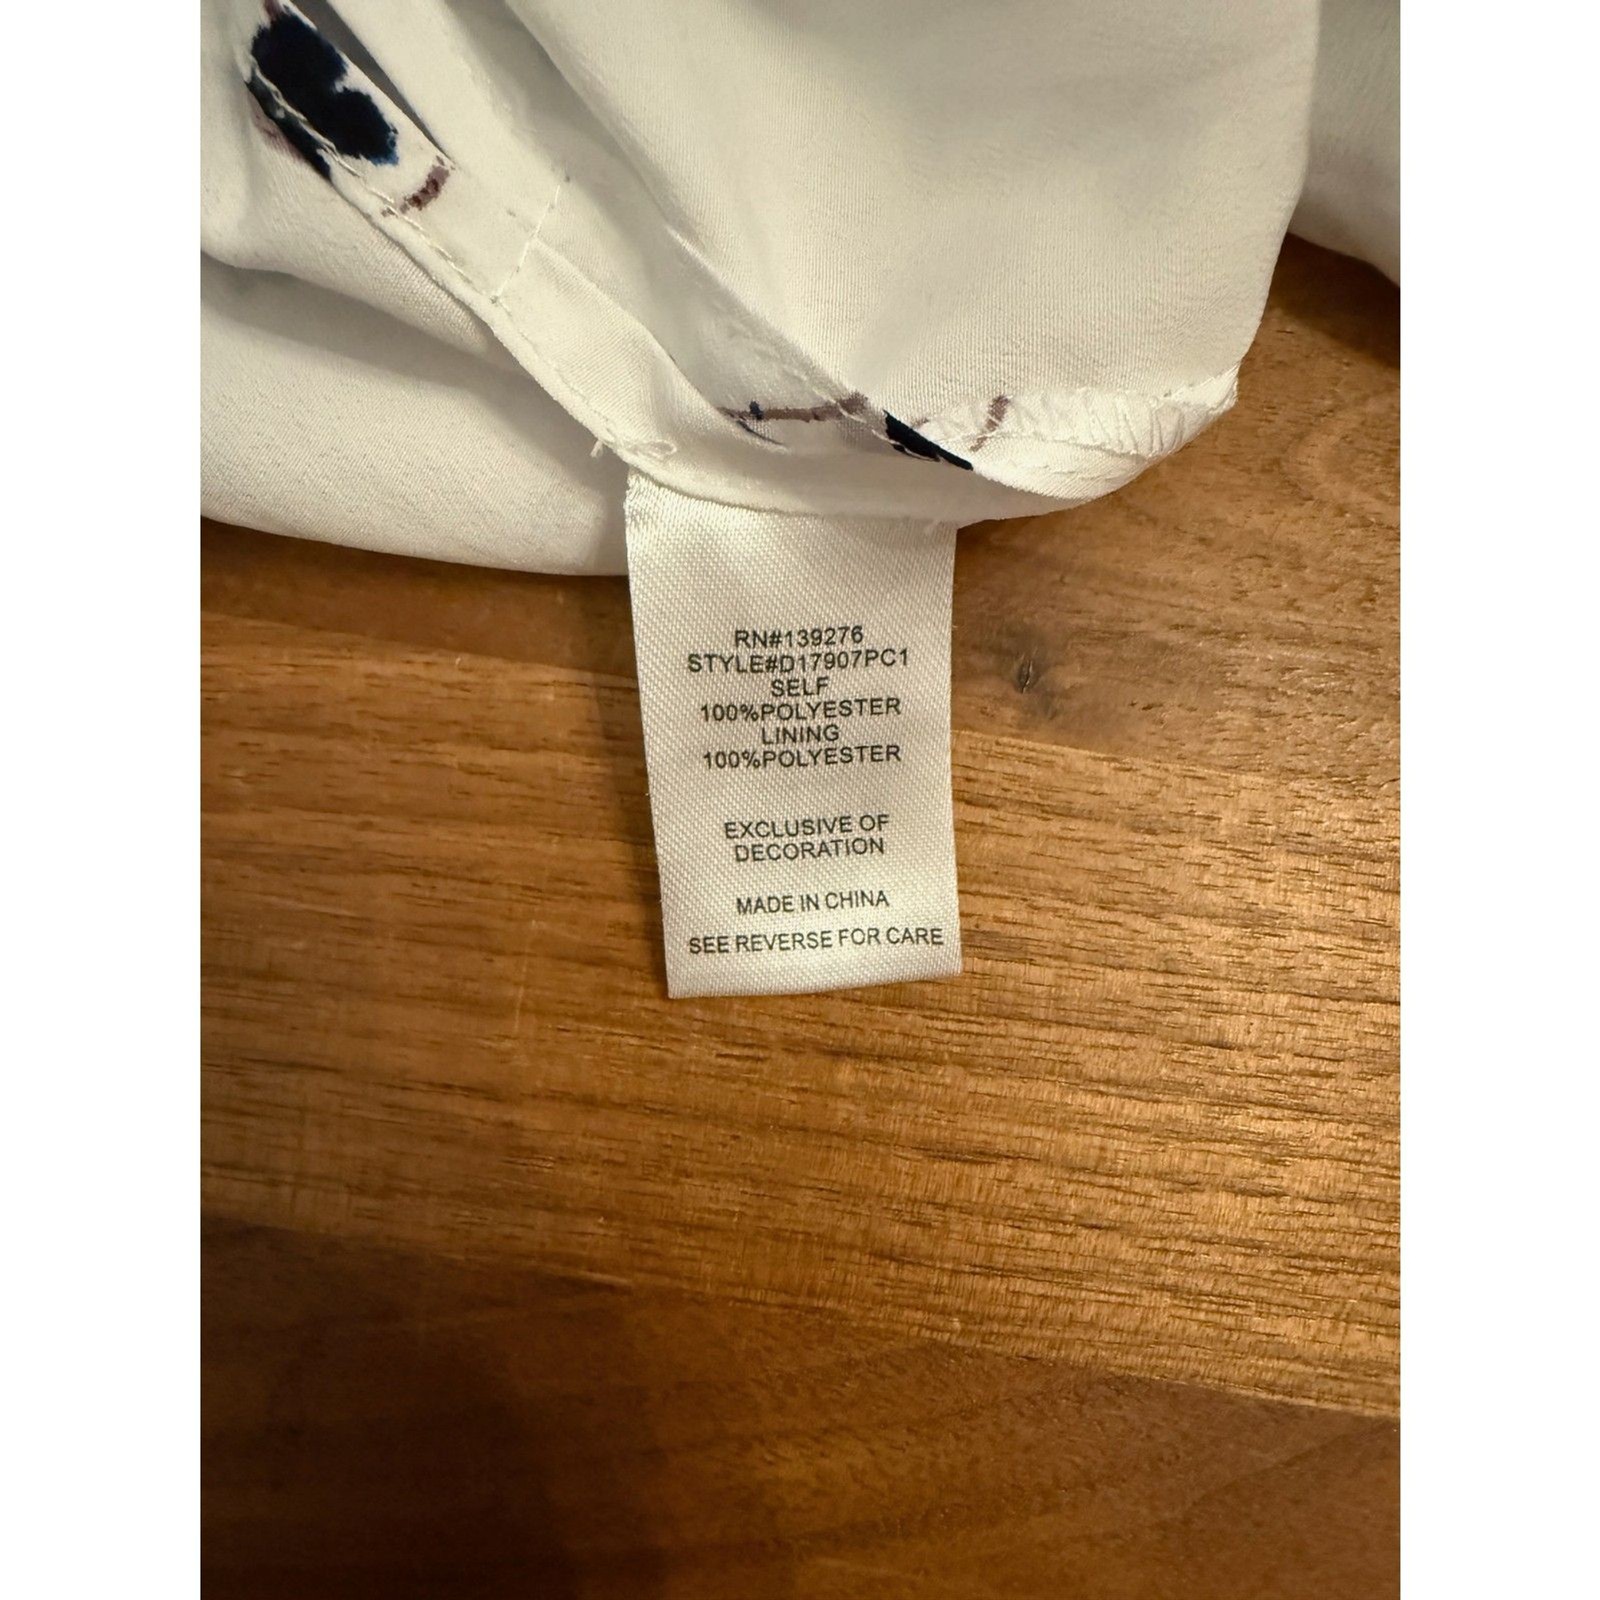 RN#139276
STYLE#D17907PC1
SELF
100%POLYESTER
LINING
100%POLYESTER
EXCLUSIVE OF
DECORATION
MADE IN CHINA
SEE REVERSE FOR CARE